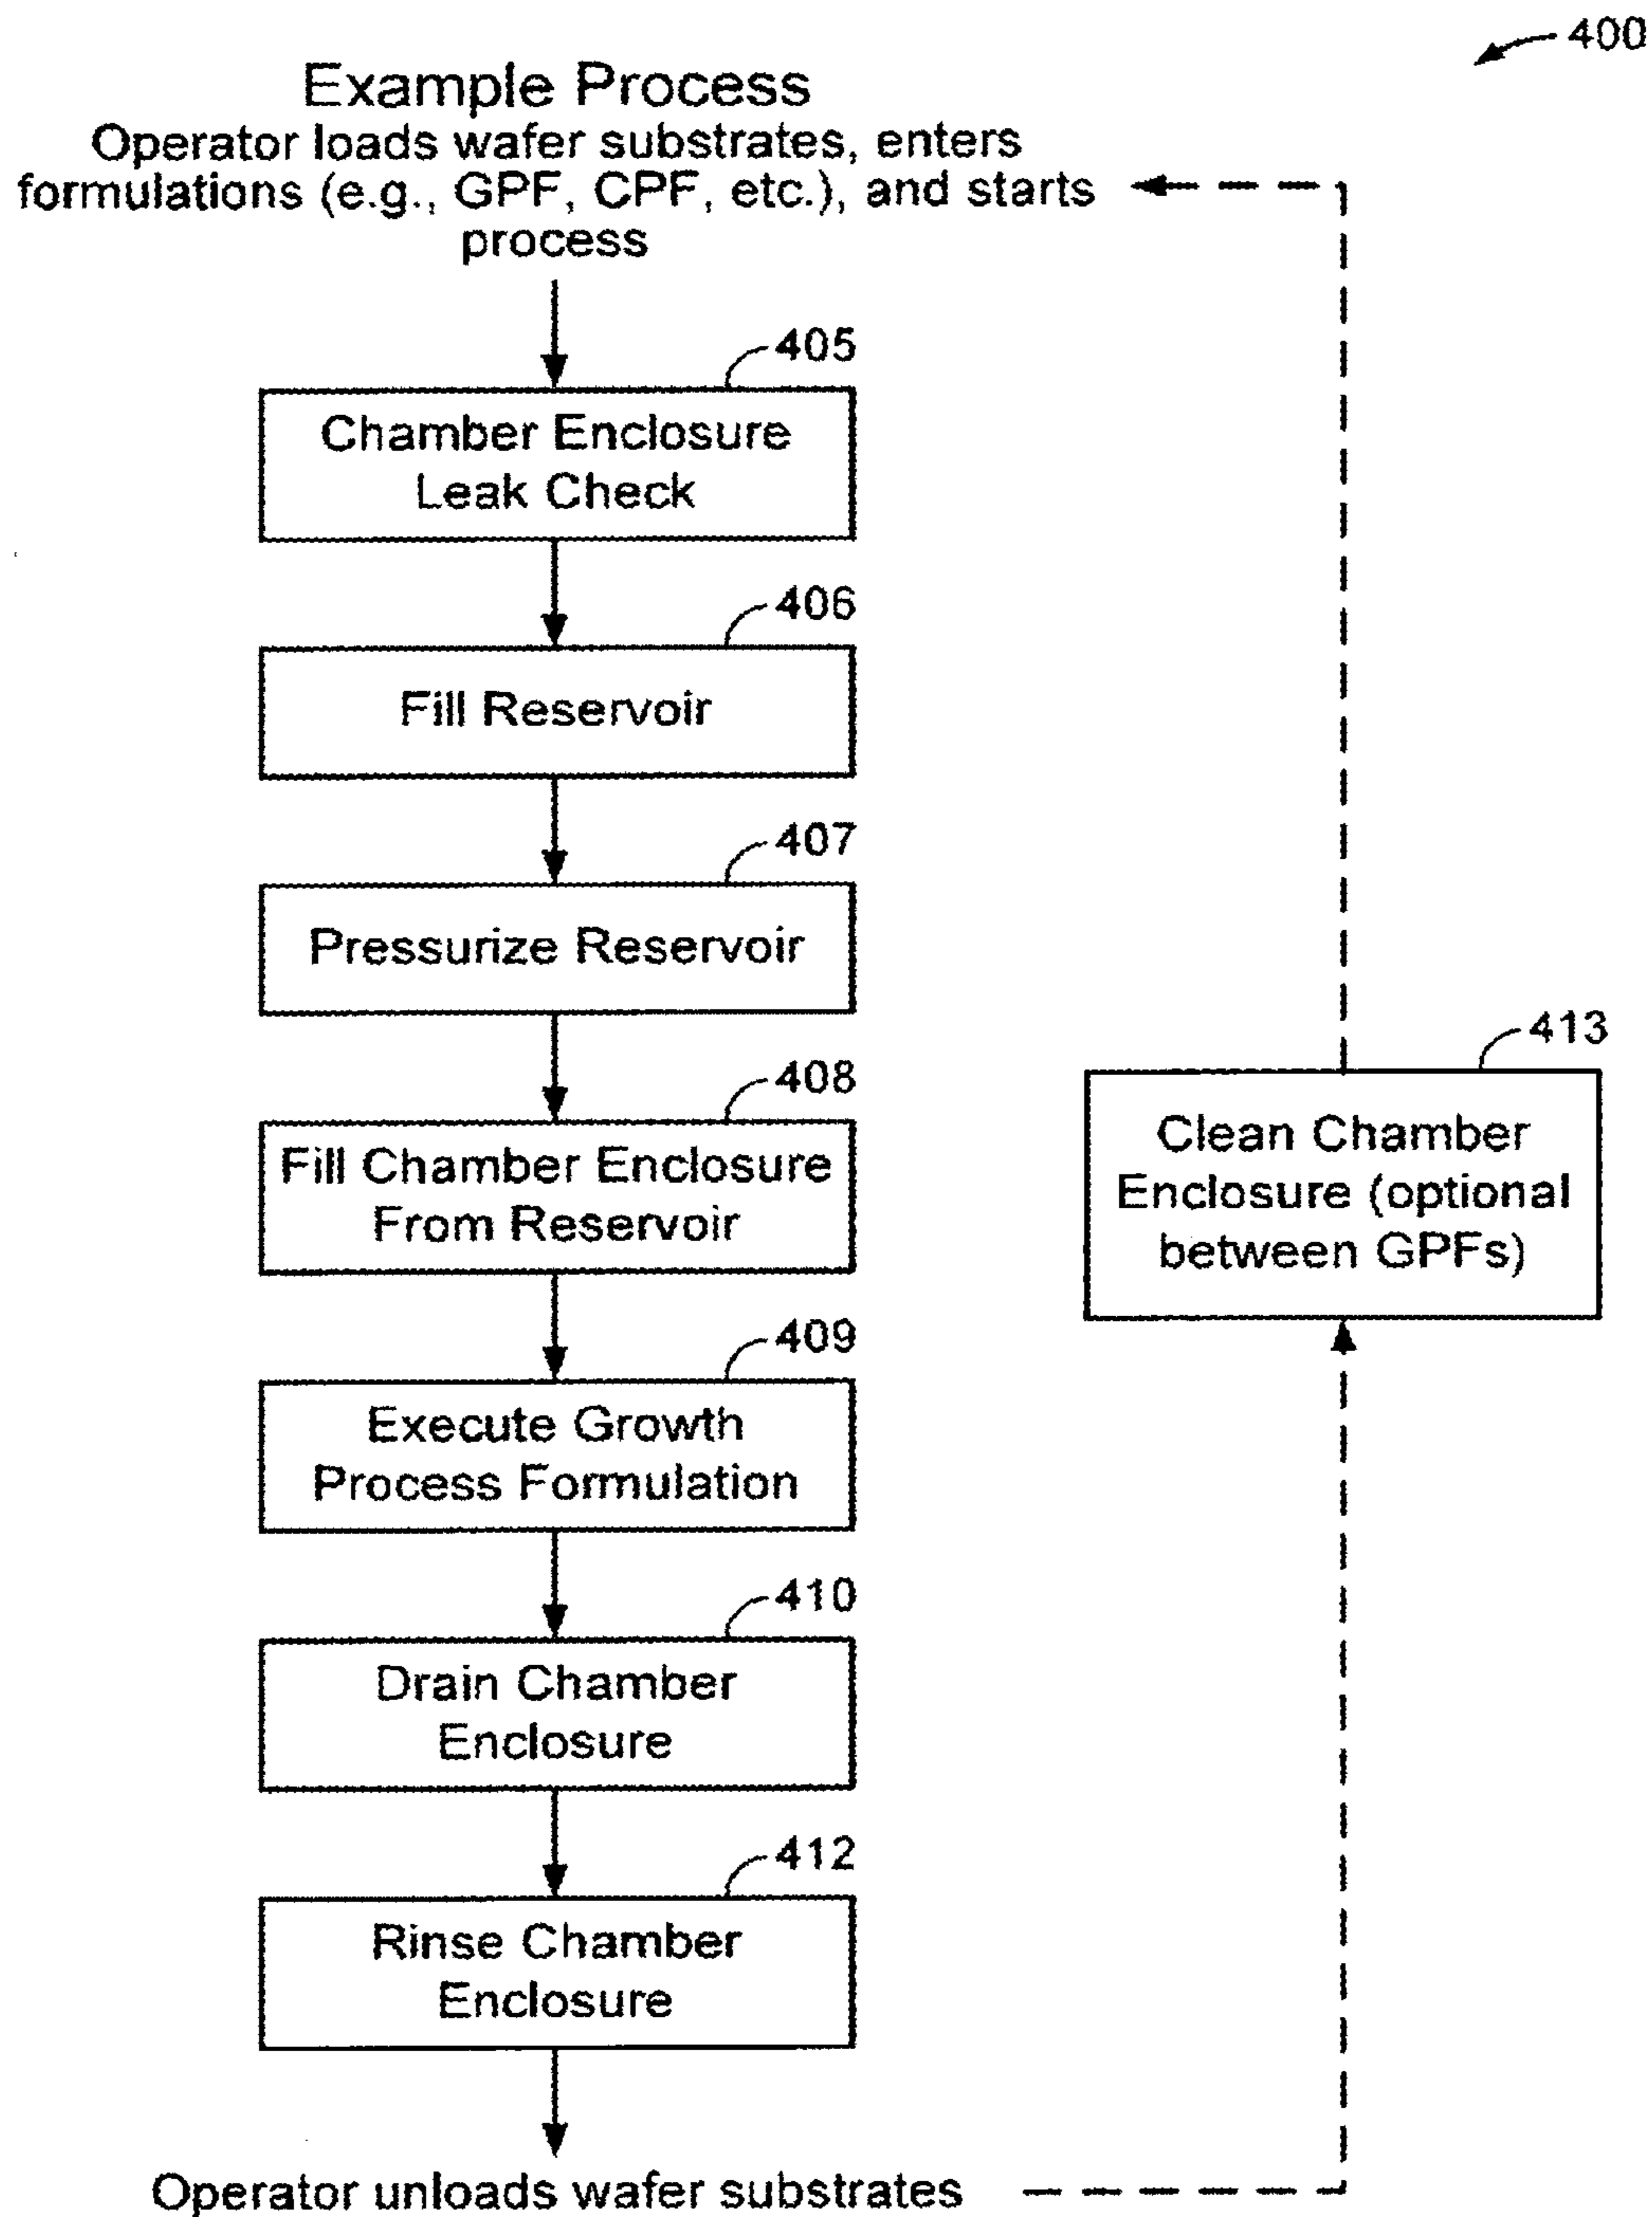 400
Example Process
Operator loads wafer substrates, enters
formulations (e.g., GPF, CPF, etc.), and starts
process
405
Chamber Enclosure
Leak Check
406
Fill Reservoir
407
Pressurize Reservoir
408
Fill Chamber Enclosure
From Reservoir
409
Execute Growth
Process Formulation
410
Drain Chamber
Enclosure
412
Rinse Chamber
Enclosure
Operator unloads wafer substrates
413
Clean Chamber
Enclosure (optional
between GPFs)